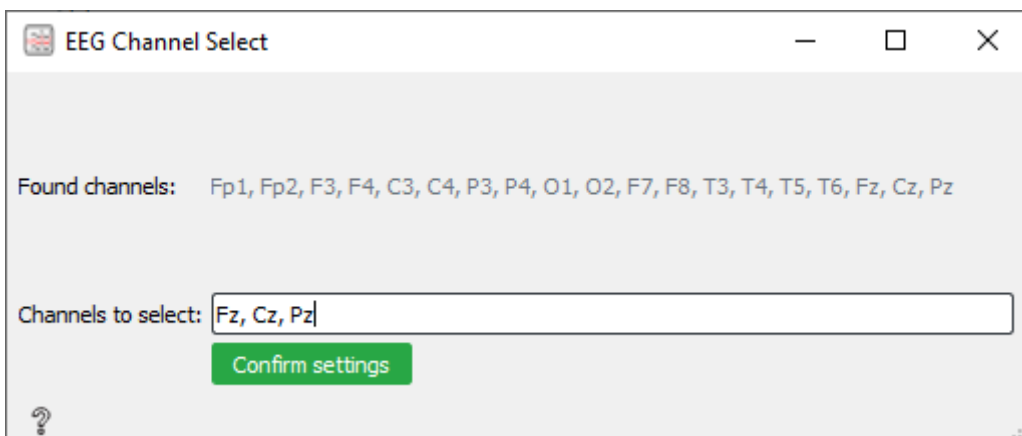 EEG Channel Select
Found channels: Fp1, Fp2, F3, F4, C3, C4, P3, P4, O1, O2, F7, F8, T3, T4, T5, T6, Fz, Cz, Pz
Channels to select: Fz, Cz, Pz
Confirm settings
?